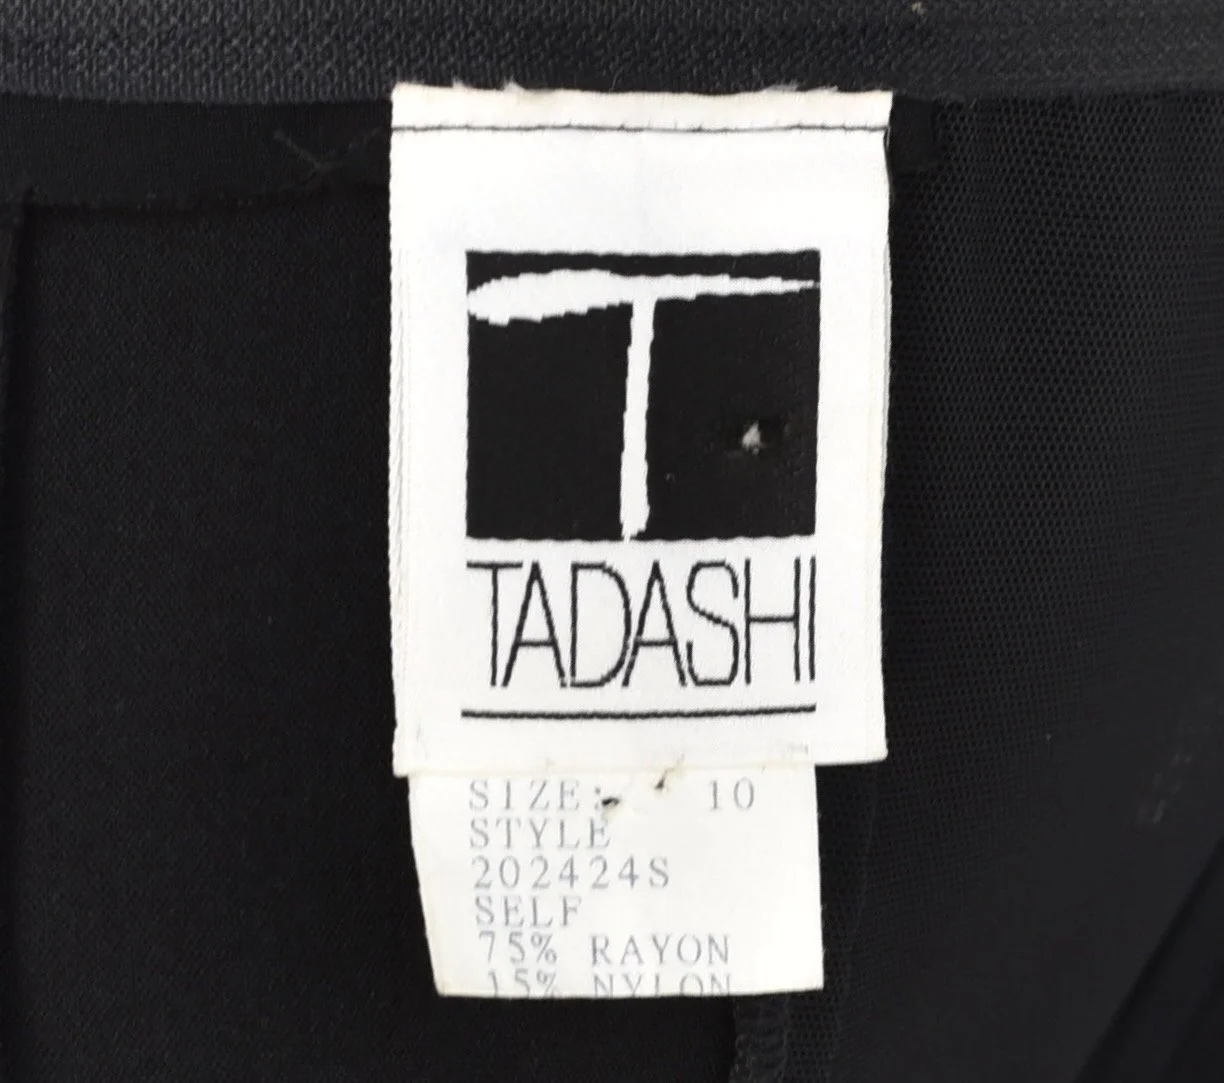 T
TADASHI
SIZE: 10
STYLE
202424S
SELF
75% RAYON
15% NYLON